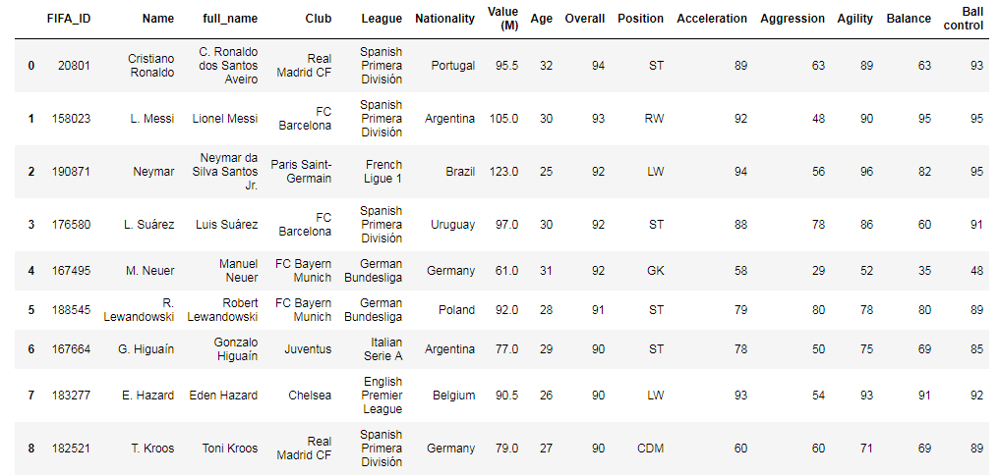 FIFA_ID Name full_name Club League Nationality Value (M) Age Overall Position Acceleration Aggression Agility Balance Ball control
0 20801 Cristiano Ronaldo C. Ronaldo dos Santos Aveiro Real Madrid CF Spanish Primera División Portugal 95.5 32 94 ST 89 63 89 63 93
1 158023 L. Messi Lionel Messi FC Barcelona Spanish Primera División Argentina 105.0 30 93 RW 92 48 90 95 95
2 190871 Neymar Neymar da Silva Santos Jr. Paris Saint-Germain French Ligue 1 Brazil 123.0 25 92 LW 94 56 96 82 95
3 176580 L. Suárez Luis Suárez FC Barcelona Spanish Primera División Uruguay 97.0 30 92 ST 88 78 86 60 91
4 167495 M. Neuer Manuel Neuer FC Bayern Munich German Bundesliga Germany 61.0 31 92 GK 58 29 52 35 48
5 188545 R. Lewandowski Robert Lewandowski FC Bayern Munich German Bundesliga Poland 92.0 28 91 ST 79 80 78 80 89
6 167664 G. Higuaín Gonzalo Higuaín Juventus Italian Serie A Argentina 77.0 29 90 ST 78 50 75 69 85
7 183277 E. Hazard Eden Hazard Chelsea English Premier League Belgium 90.5 26 90 LW 93 54 93 91 92
8 182521 T. Kroos Toni Kroos Real Madrid CF Spanish Primera División Germany 79.0 27 90 CDM 60 60 71 69 89